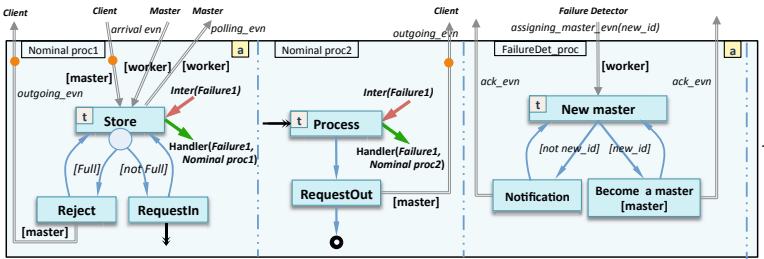 Client
Client
Master
Master
Client
Failure Detector
arrival evn
polling_evn
outgoing_evn
assigning_master_evn(new_id)
Nominal proc1
a
Nominal proc2
FailureDet_proc
a
[master]
[worker]
[worker]
[worker]
outgoing_evn
ack_evn
ack_evn
Inter(Failure1)
Inter(Failure1)
t
Store
t
Process
t
New master
Handler(Failure1,
Nominal proc1)
Handler(Failure1,
Nominal proc2)
[Full]
[not Full]
[not new_id]
[new_id]
Reject
RequestIn
RequestOut
[master]
Notification
Become a master
[master]
[master]